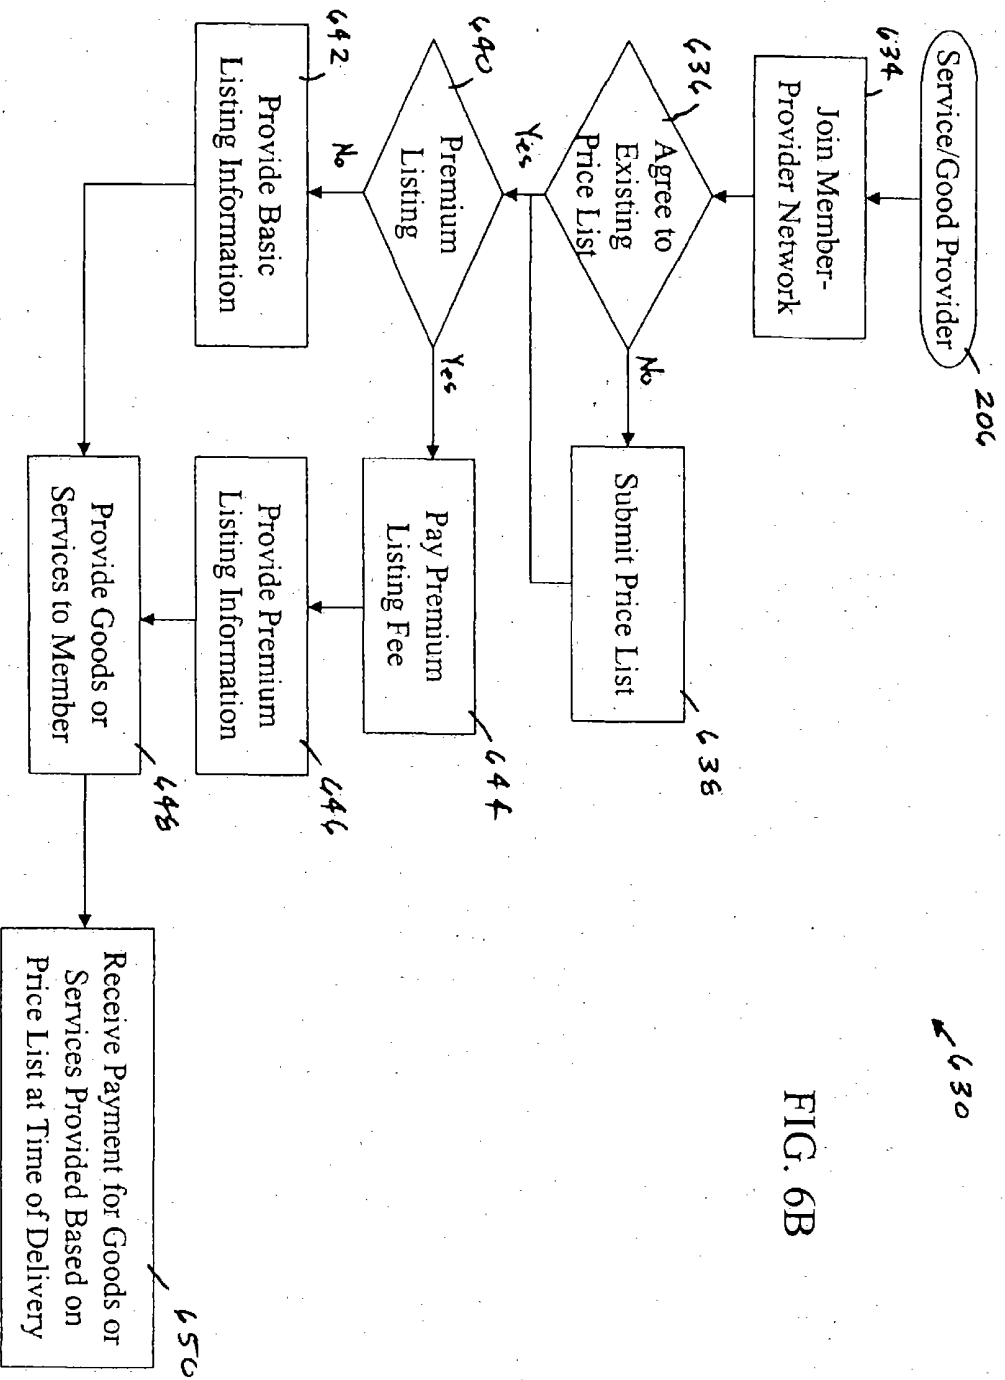 Service/Good Provider
206
634
Join Member-
Provider Network
636
Agree to
Existing
Price List
No
Yes
Submit Price List
638
640
Premium
Listing
Yes
No
Pay Premium
Listing Fee
644
642
Provide Basic
Listing Information
Provide Premium
Listing Information
646
Provide Goods or
Services to Member
648
Receive Payment for Goods or
Services Provided Based on
Price List at Time of Delivery
650
630
FIG. 6B